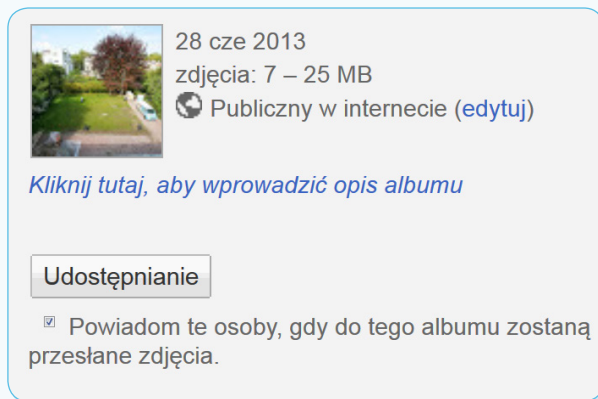 28 cze 2013
zdjęcia: 7 – 25 MB
Publiczny w internecie (edytuj)
Kliknij tutaj, aby wprowadzić opis albumu
Udostępnianie
Powiadom te osoby, gdy do tego albumu zostaną
przesłane zdjęcia.